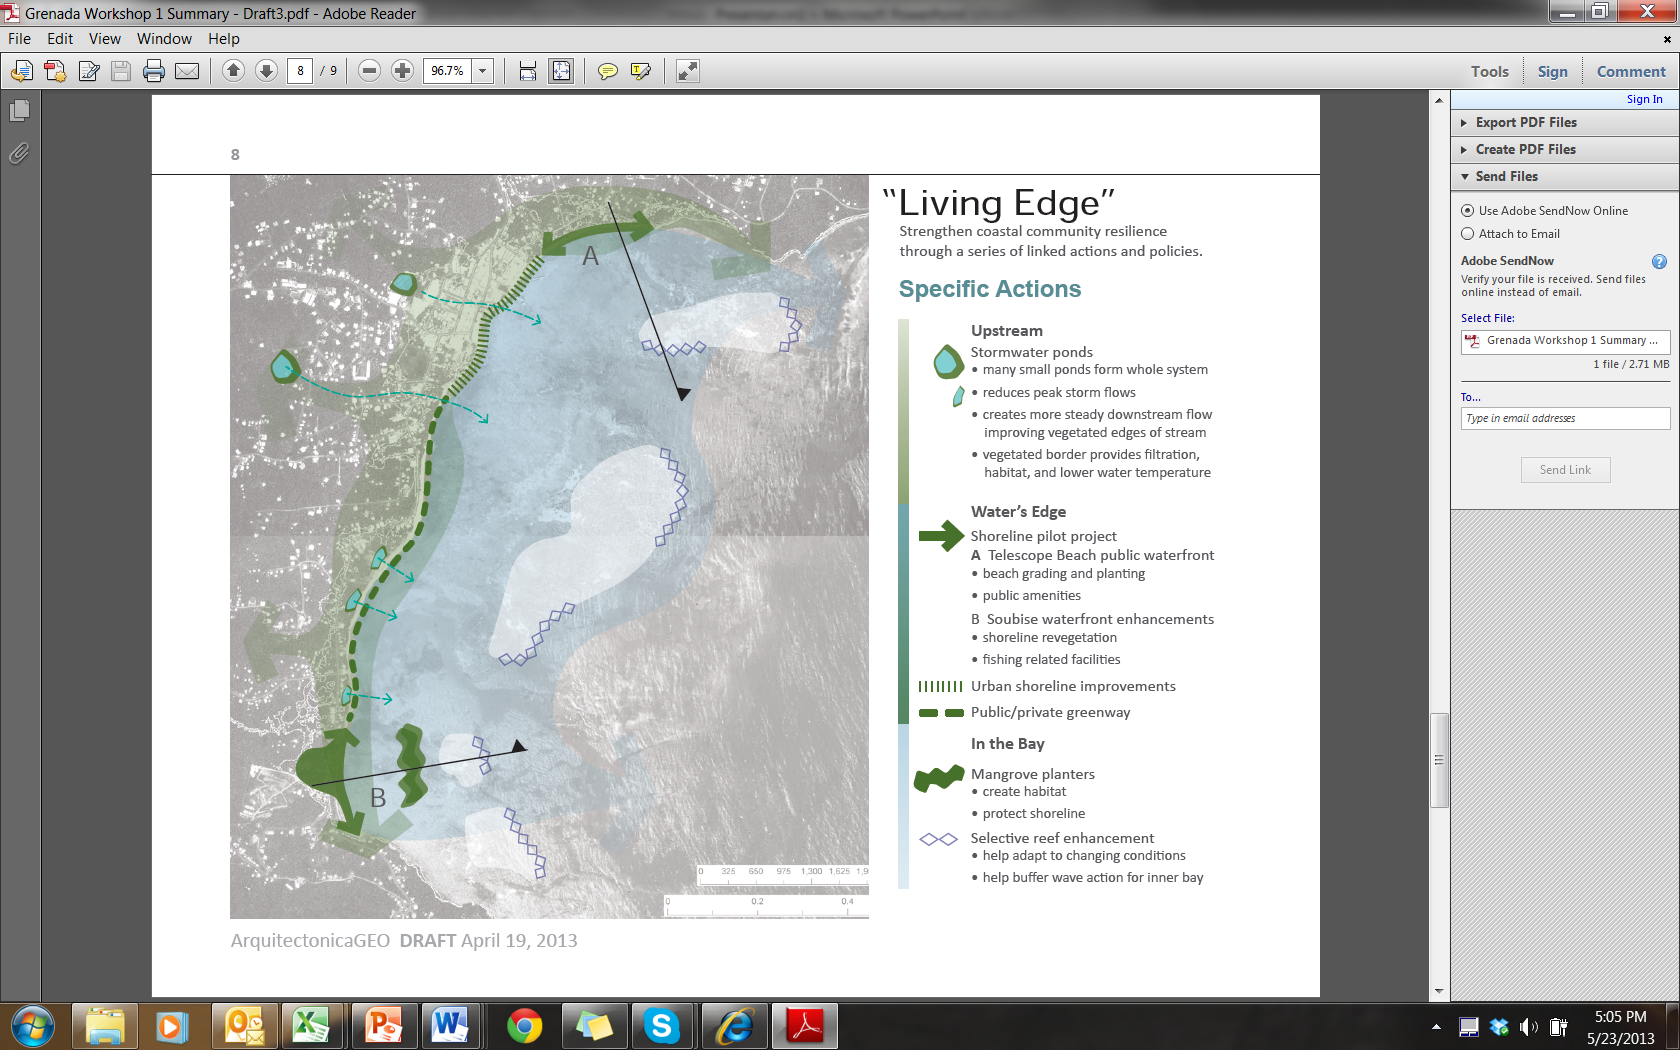 Grenada Workshop 1 Summary - Draft3.pdf - Adobe Reader
File Edit View Window Help
8 / 9 96.7% Tools Sign Comment
Sign In
Export PDF Files
Create PDF Files
Send Files
Use Adobe SendNow Online
Attach to Email
Adobe SendNow
Verify your file is received. Send files
online instead of email.
Select File:
Grenada Workshop 1 Summary ...
1 file / 2.71 MB
To...
Type in email addresses
Send Link
8
A
B
0 325 650 975 1,300 1,625 1,9
0 0.2 0.4
“Living Edge”
Strengthen coastal community resilience
through a series of linked actions and policies.
Specific Actions
Upstream
Stormwater ponds
• many small ponds form whole system
• reduces peak storm flows
• creates more steady downstream flow
improving vegetated edges of stream
• vegetated border provides filtration,
habitat, and lower water temperature
Water’s Edge
Shoreline pilot project
A Telescope Beach public waterfront
• beach grading and planting
• public amenities
B Soubise waterfront enhancements
• shoreline revegetation
• fishing related facilities
Urban shoreline improvements
Public/private greenway
In the Bay
Mangrove planters
• create habitat
• protect shoreline
Selective reef enhancement
• help adapt to changing conditions
• help buffer wave action for inner bay
ArquitectonicaGEO DRAFT April 19, 2013
5:05 PM
5/23/2013